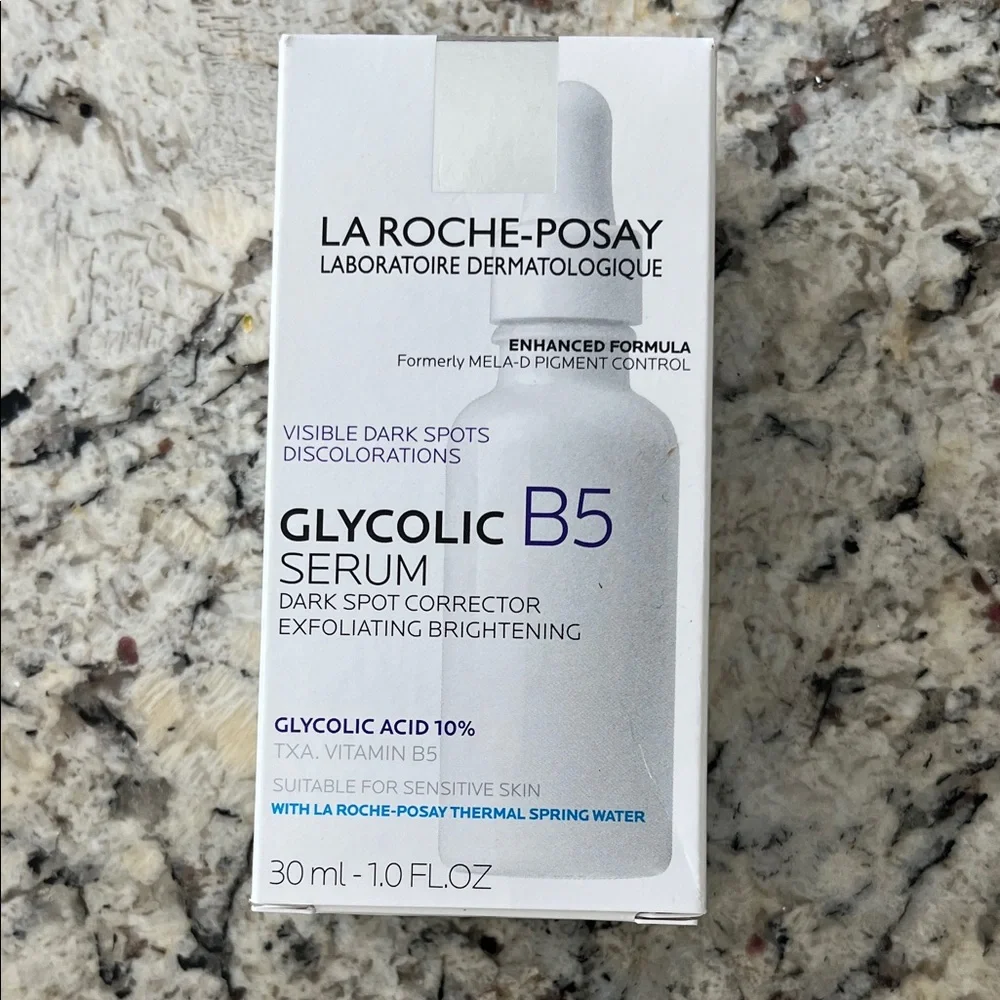 LA ROCHE-POSAY
LABORATOIRE DERMATOLOGIQUE
ENHANCED FORMULA
Formerly MELA-D PIGMENT CONTROL
VISIBLE DARK SPOTS
DISCOLORATIONS
GLYCOLIC B5
SERUM
DARK SPOT CORRECTOR
EXFOLIATING BRIGHTENING
GLYCOLIC ACID 10%
TXA. VITAMIN B5
SUITABLE FOR SENSITIVE SKIN
WITH LA ROCHE-POSAY THERMAL SPRING WATER
30 ml - 1.0 FL.OZ